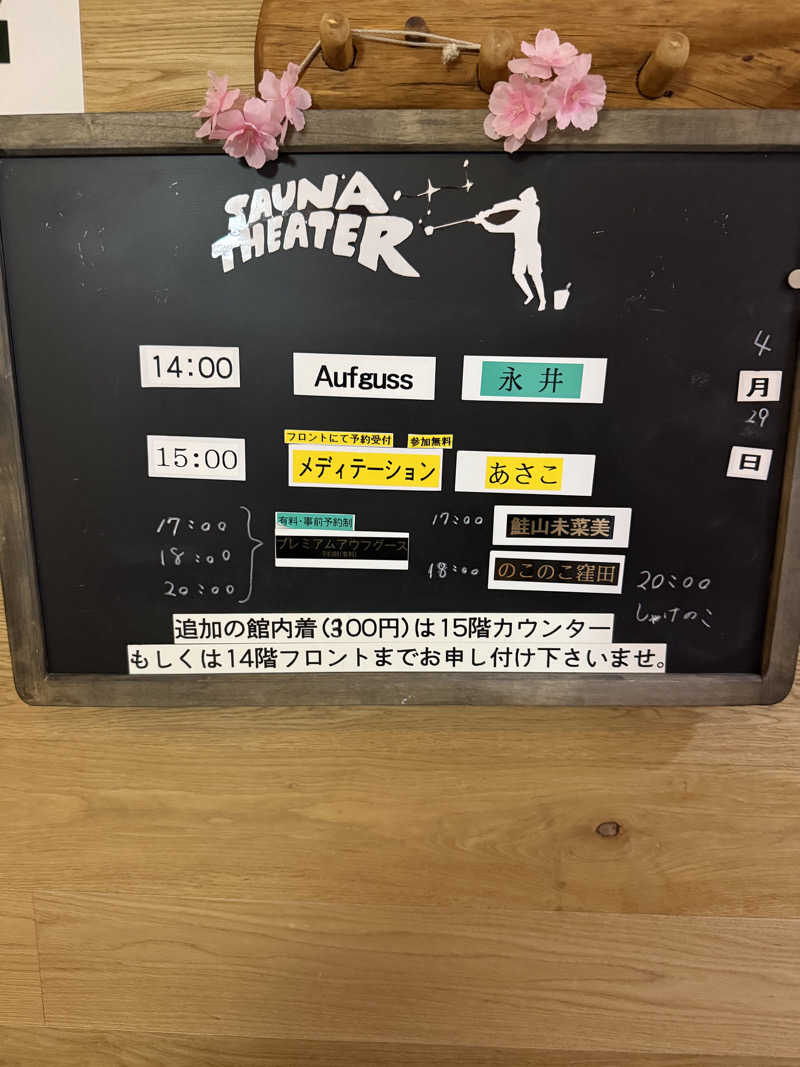 SAUNA
THEATER
4
月
29
日
14:00 Aufguss 永井
フロントにて予約受付 参加無料
15:00 メディテーション あさこ
有料・事前予約制
17:00
18:00
20:00
プレミアムアウフグース
17:00 鮭山未菜美
18:00 のこのこ窪田
20:00
しゃけのこ
追加の館内着(300円)は15階カウンター
もしくは14階フロントまでお申し付け下さいませ。